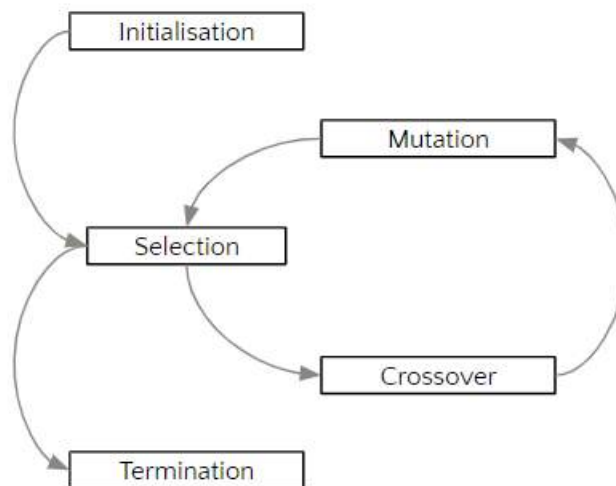 Initialisation
Mutation
Selection
Crossover
Termination